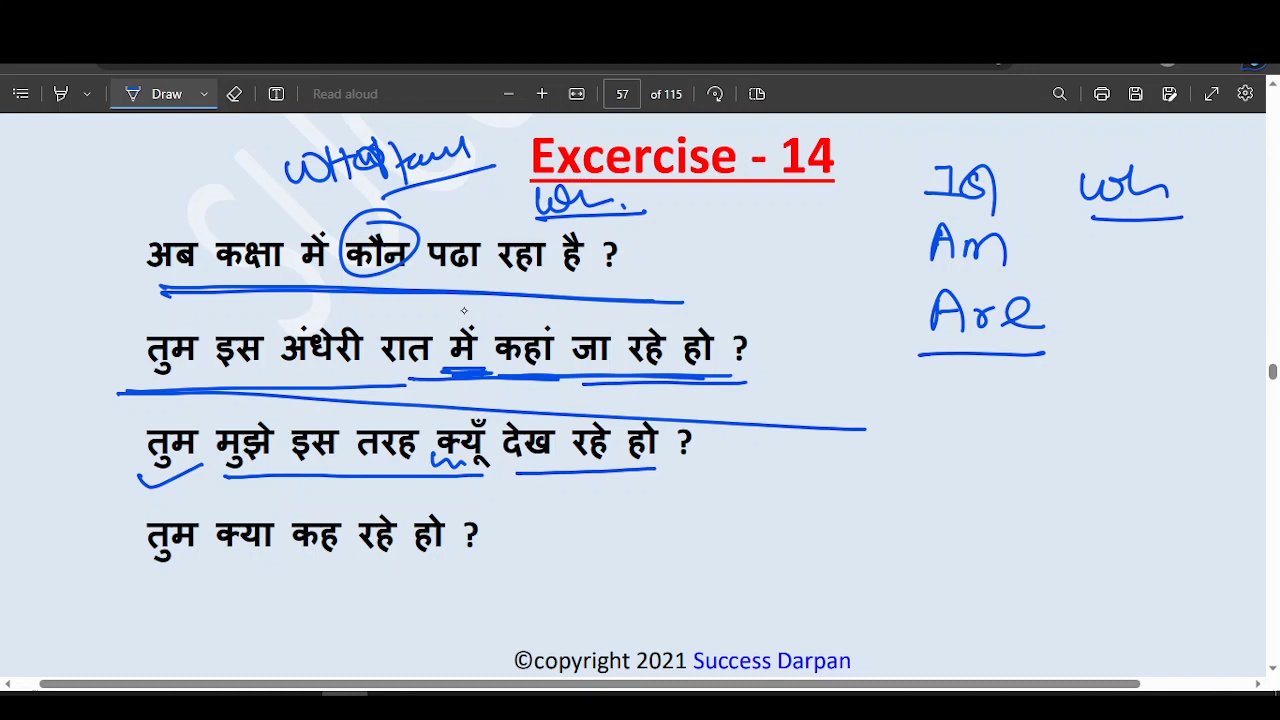 Draw
Read aloud
57 of 115
Excercise - 14
Is
Am
Are
Wh
Wh.
अब कक्षा में कौन पढा रहा है ?
तुम इस अंधेरी रात में कहां जा रहे हो ?
तुम मुझे इस तरह क्यूँ देख रहे हो ?
तुम क्या कह रहे हो ?
©copyright 2021 Success Darpan